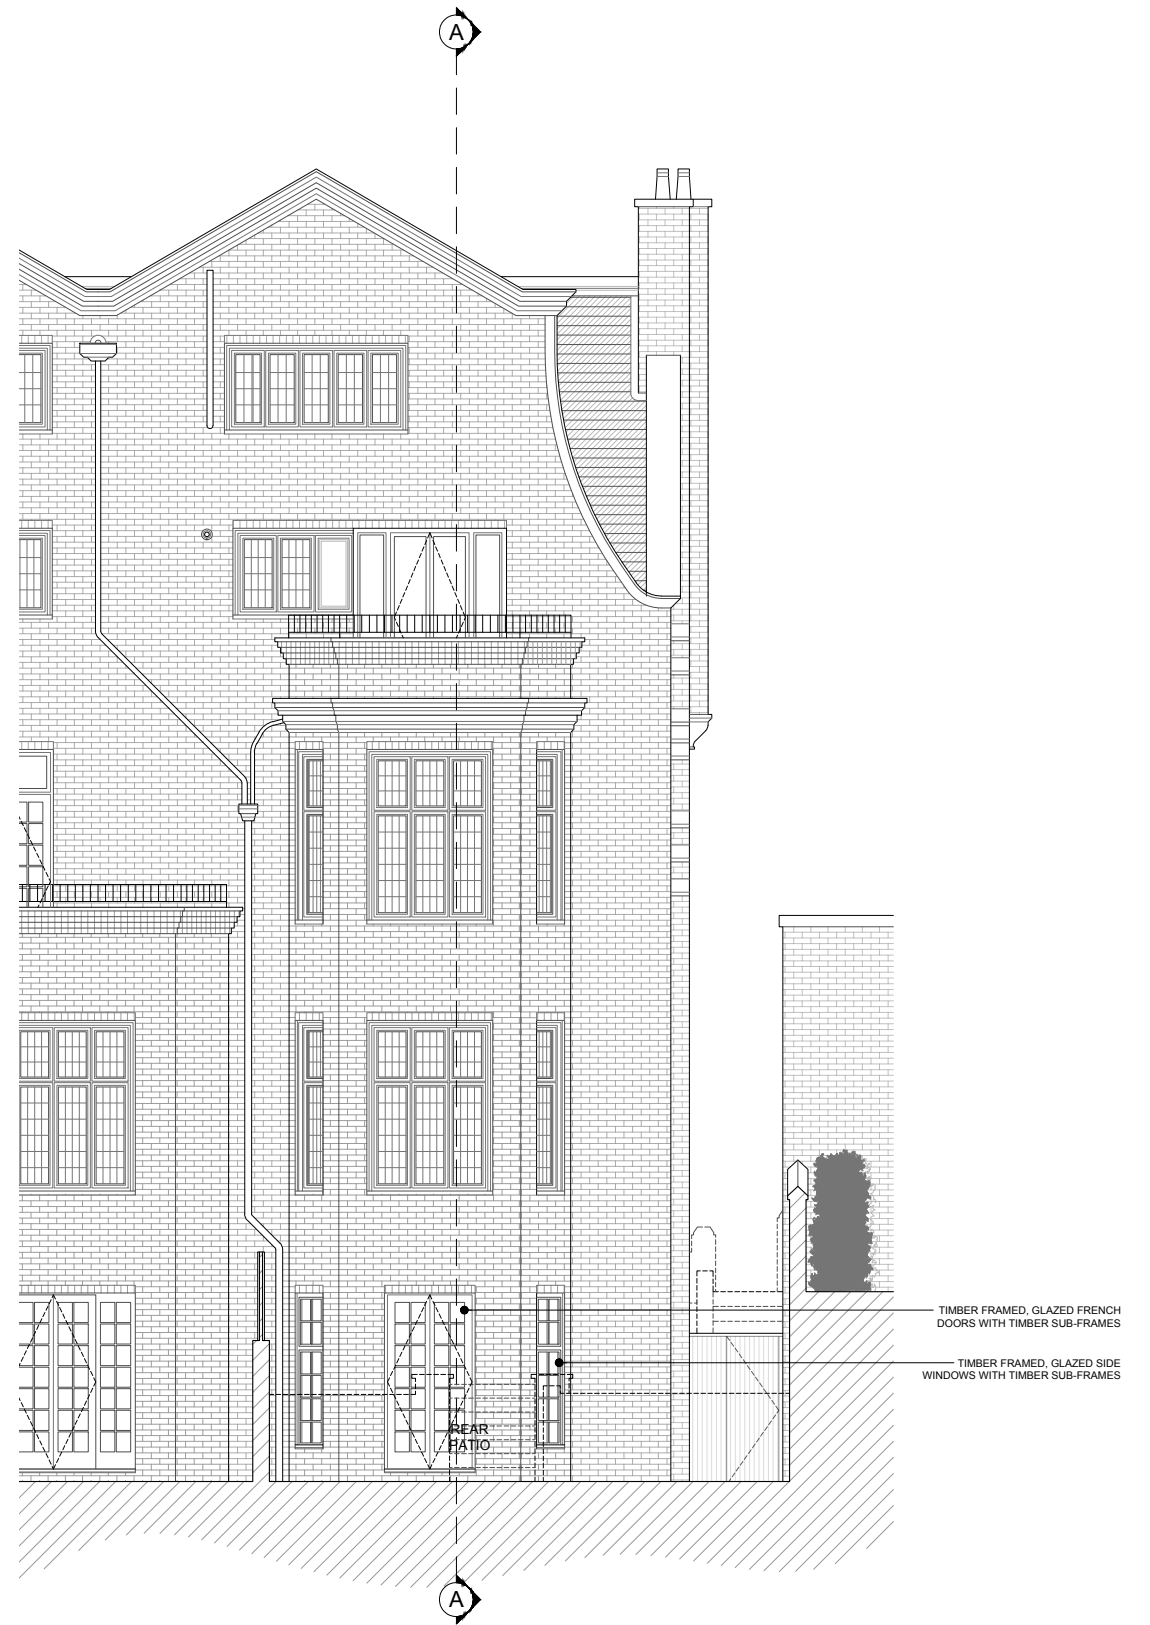 A
TIMBER FRAMED, GLAZED FRENCH
DOORS WITH TIMBER SUB-FRAMES
TIMBER FRAMED, GLAZED SIDE
WINDOWS WITH TIMBER SUB-FRAMES
REAR
PATIO
A